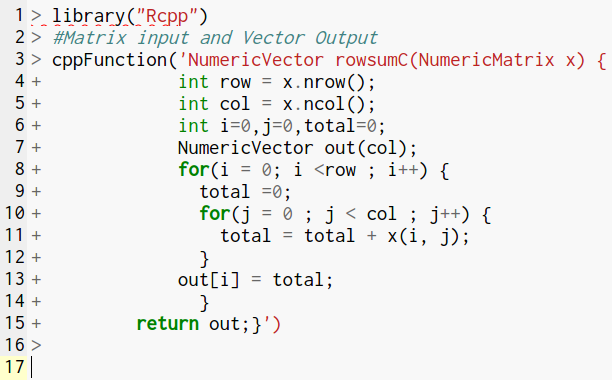 1 > library("Rcpp")
2 > #Matrix input and Vector Output
3 > cppFunction('NumericVector rowsumC(NumericMatrix x) {
4 + int row = x.nrow();
5 + int col = x.ncol();
6 + int i=0,j=0,total=0;
7 + NumericVector out(col);
8 + for(i = 0; i <row ; i++) {
9 + total =0;
10 + for(j = 0 ; j < col ; j++) {
11 + total = total + x(i, j);
12 + }
13 + out[i] = total;
14 + }
15 + return out;}')
16 >
17